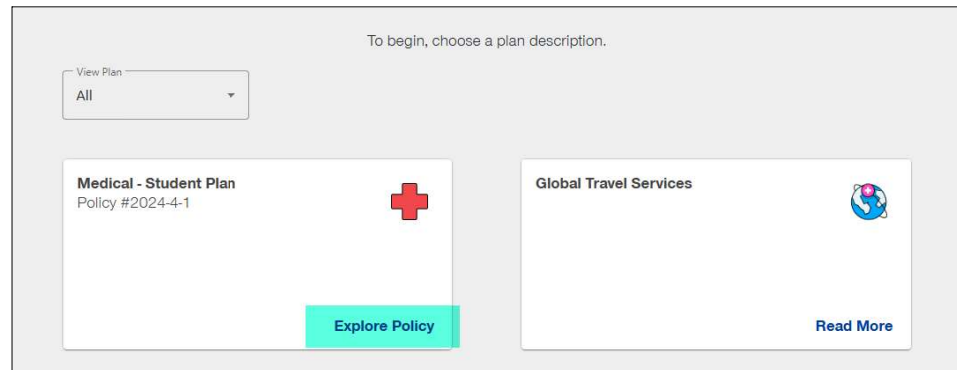 To begin, choose a plan description.
View Plan
All
Medical - Student Plan
Policy #2024-4-1
Explore Policy
Global Travel Services
Read More